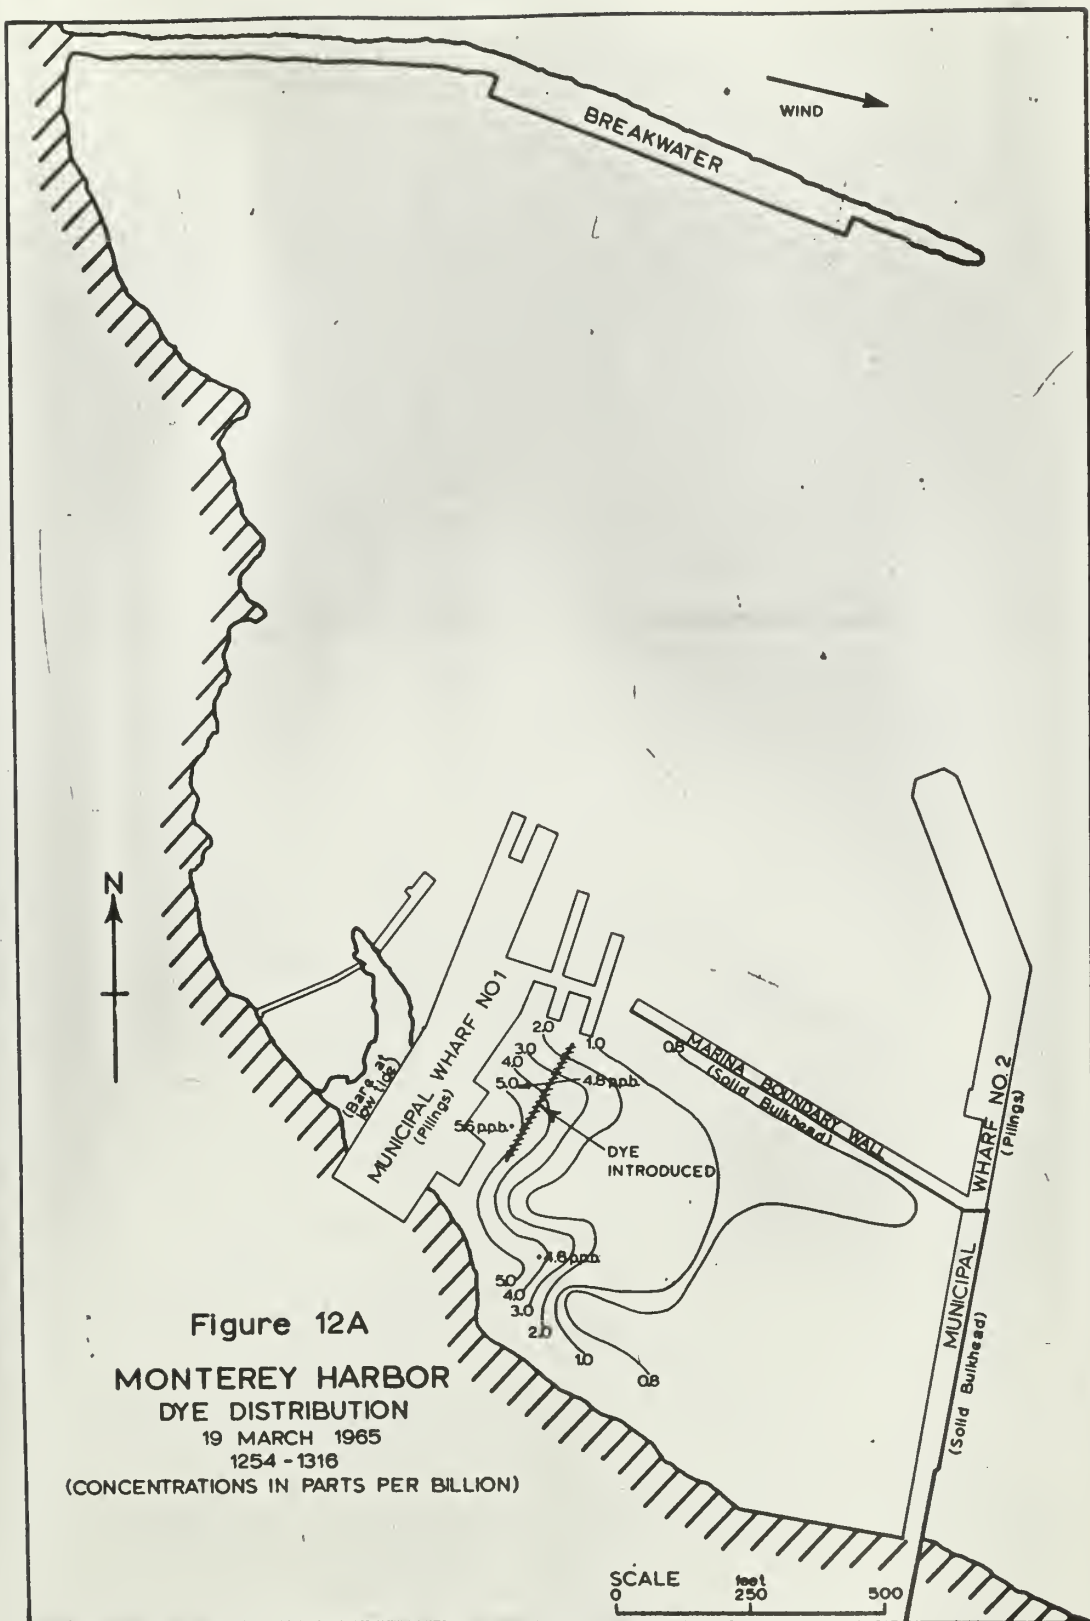 WIND
BREAKWATER
N
MUNICIPAL WHARF NO 1
(Pilings)
(Bare at
low tide)
2.0
1.0
3.0
4.0
5.0
4.8 p.p.b.
5.6 p.p.b.
DYE
INTRODUCED
0.8
MARINA BOUNDARY WALL
(Solid Bulkhead)
MUNICIPAL WHARF NO. 2
(Pilings)
(Solid Bulkhead)
4.8 p.p.b.
5.0
4.0
3.0
2.0
1.0
0.8
Figure 12A
MONTEREY HARBOR
DYE DISTRIBUTION
19 MARCH 1965
1254 - 1316
(CONCENTRATIONS IN PARTS PER BILLION)
SCALE
feet
0 250 500